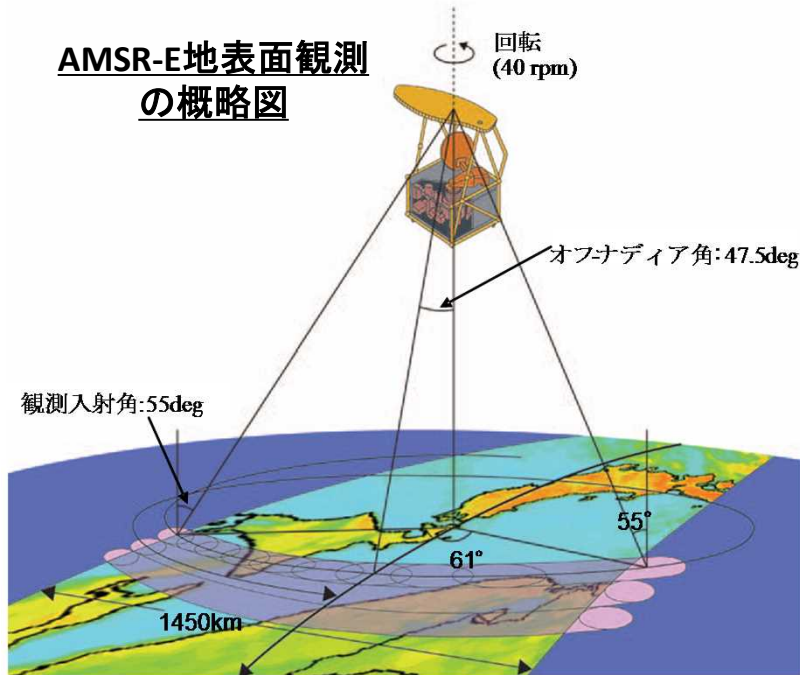 AMSR-E地表面観測
の概略図
回転
(40 rpm)
オフナディア角:47.5deg
観測入射角:55deg
55°
61°
1450km